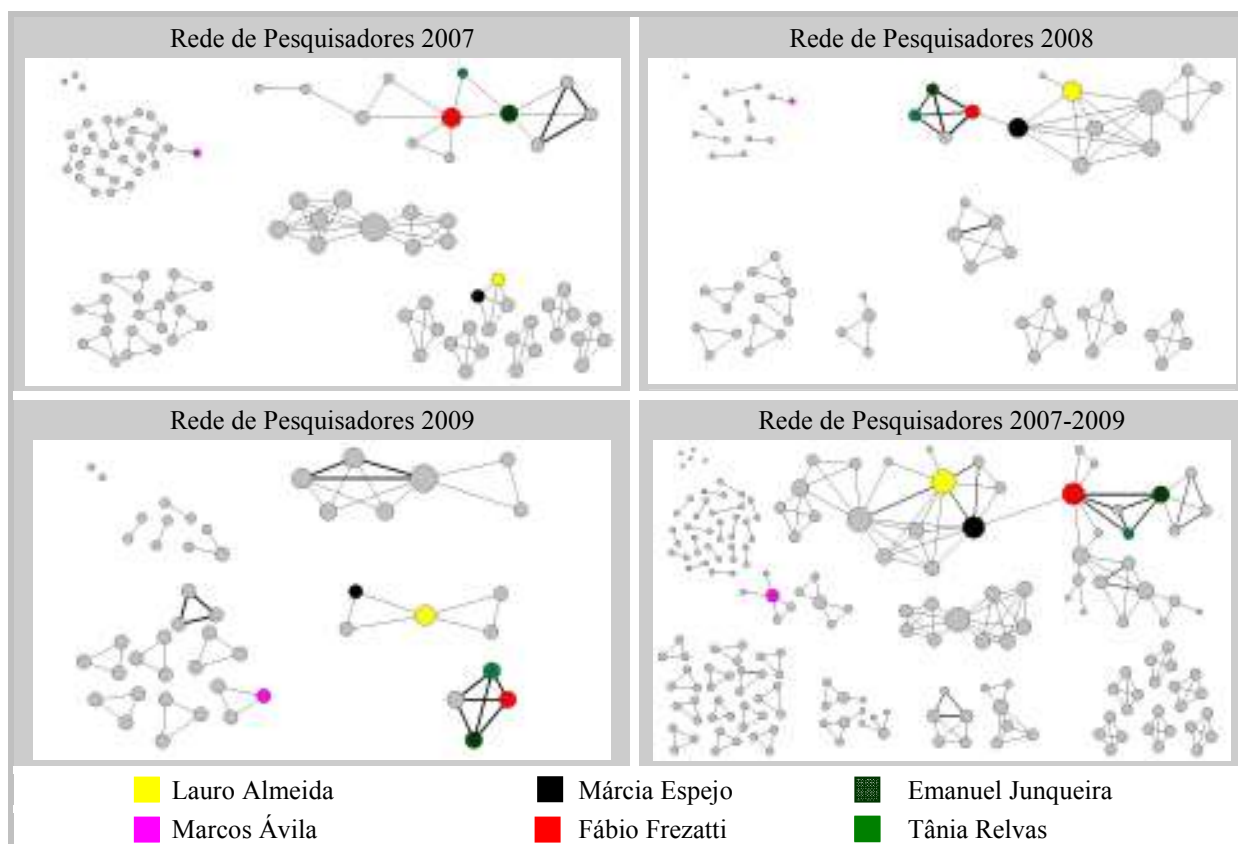 Rede de Pesquisadores 2007
Rede de Pesquisadores 2008
Rede de Pesquisadores 2009
Rede de Pesquisadores 2007-2009
Lauro Almeida
Márcia Espejo
Emanuel Junqueira
Marcos Ávila
Fábio Frezatti
Tânia Relvas